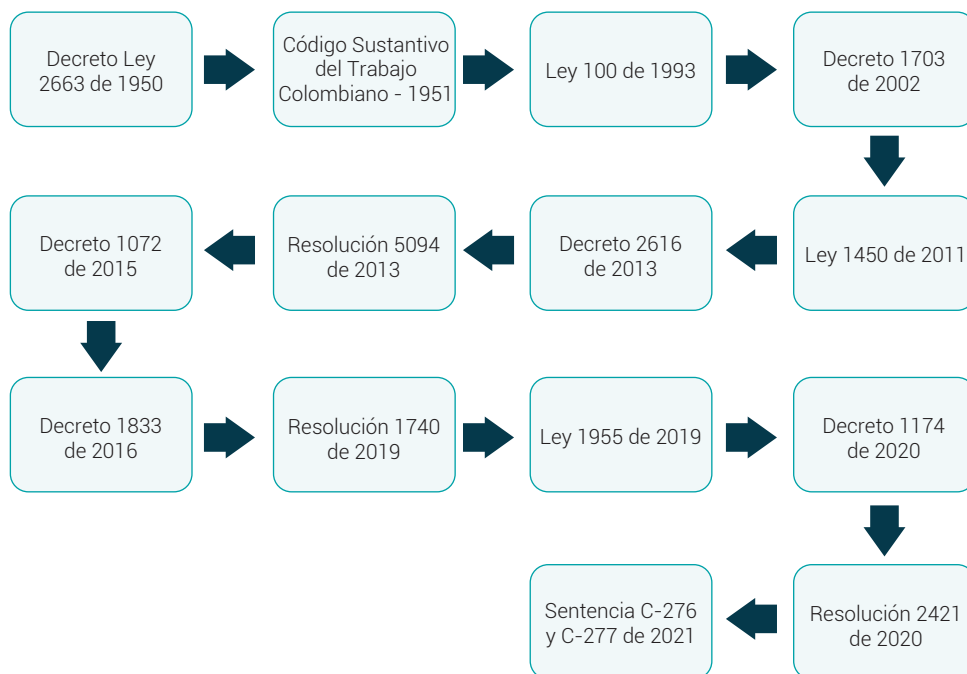 Decreto Ley
2663 de 1950
Código Sustantivo
del Trabajo
Colombiano - 1951
Ley 100 de 1993
Decreto 1703
de 2002
Ley 1450 de 2011
Decreto 2616
de 2013
Resolución 5094
de 2013
Decreto 1072
de 2015
Decreto 1833
de 2016
Resolución 1740
de 2019
Ley 1955 de 2019
Decreto 1174
de 2020
Resolución 2421
de 2020
Sentencia C-276
y C-277 de 2021